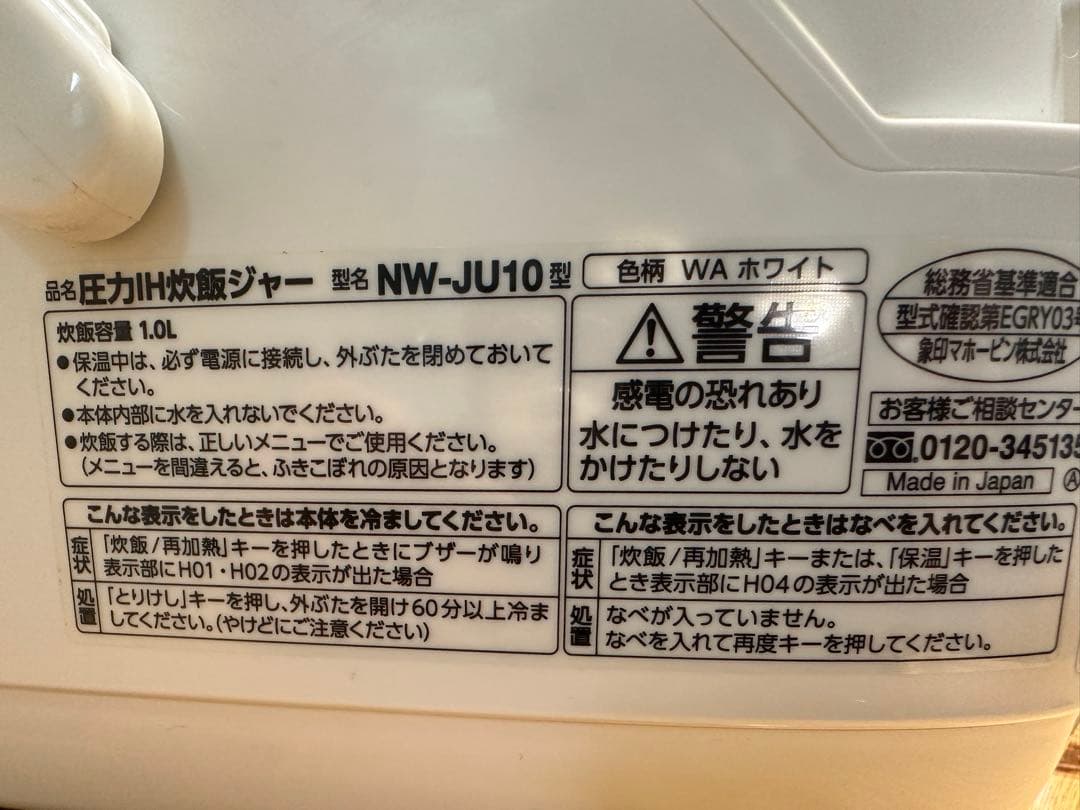 品名 圧力IH炊飯ジャー 型名 NW-JU10型
炊飯容量 1.0L
●保温中は、必ず電源に接続し、外ぶたを閉めておいて
ください。
●本体内部に水を入れないでください。
●炊飯する際は、正しいメニューでご使用ください。
(メニューを間違えると、ふきこぼれの原因となります)
色柄 WA ホワイト
警告
感電の恐れあり
水につけたり、水を
かけたりしない
総務省基準適合
型式確認第EGRY03号
象印マホービン株式会社
お客様ご相談センター
0120-345135
Made in Japan Ⓐ
こんな表示をしたときは本体を冷ましてください。
症状 「炊飯/再加熱」キーを押したときにブザーが鳴り
表示部にH01・H02の表示が出た場合
処置 「とりけし」キーを押し、外ぶたを開け60分以上冷ま
してください。(やけどにご注意ください)
こんな表示をしたときはなべを入れてください。
症状 「炊飯/再加熱」キーまたは、「保温」キーを押した
とき表示部にH04の表示が出た場合
処置 なべが入っていません。
なべを入れて再度キーを押してください。